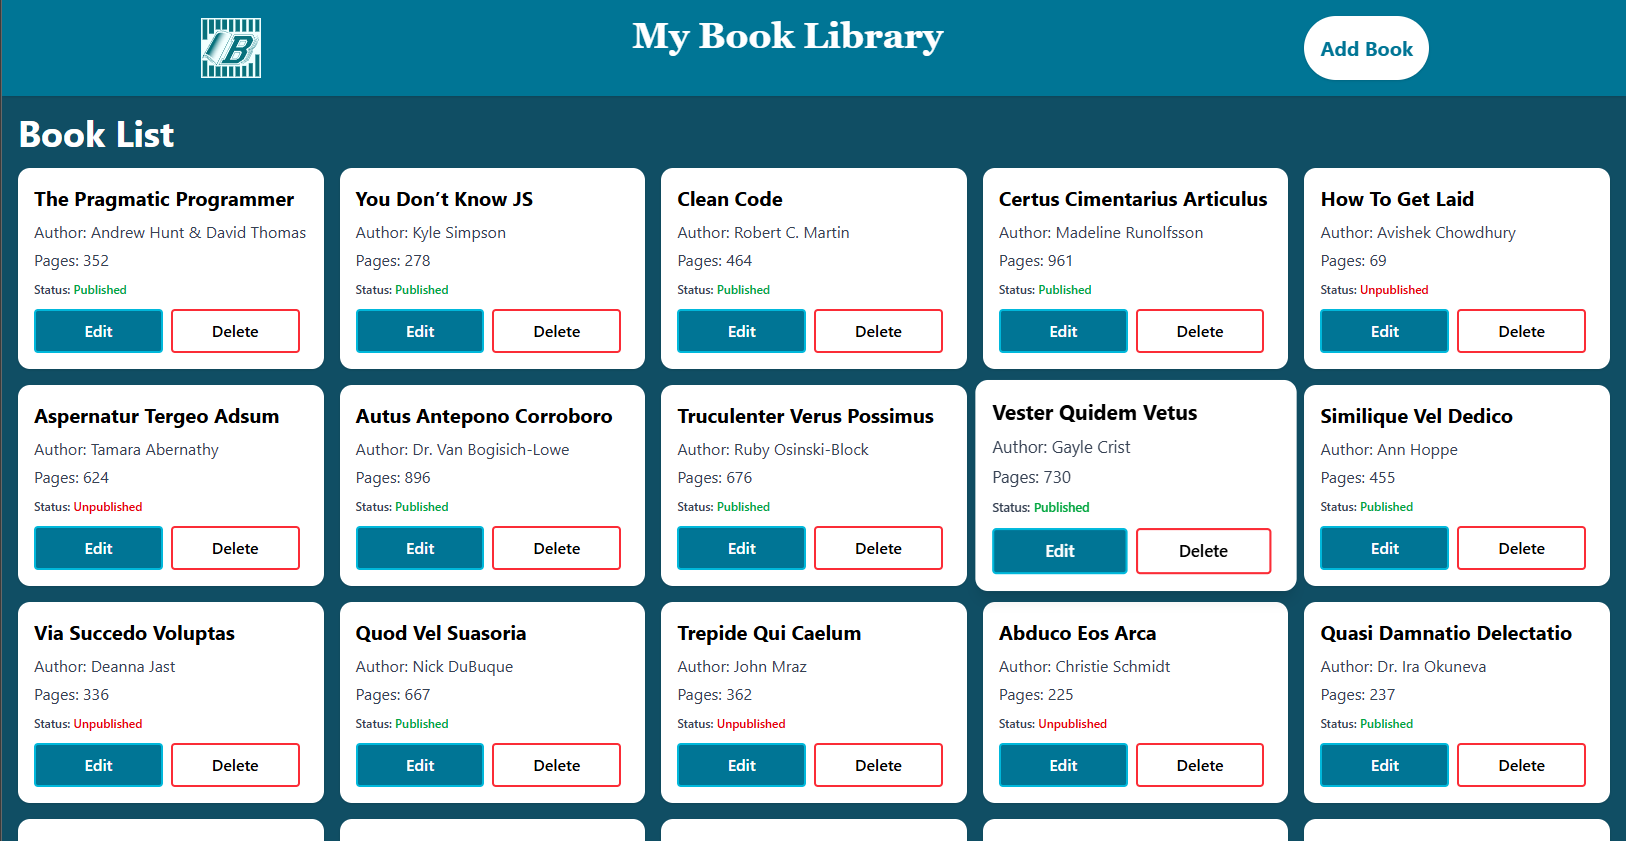 B
My Book Library
Add Book
Book List
The Pragmatic Programmer
Author: Andrew Hunt & David Thomas
Pages: 352
Status: Published
Edit
Delete
You Don’t Know JS
Author: Kyle Simpson
Pages: 278
Status: Published
Edit
Delete
Clean Code
Author: Robert C. Martin
Pages: 464
Status: Published
Edit
Delete
Certus Cimentarius Articulus
Author: Madeline Runolfsson
Pages: 961
Status: Published
Edit
Delete
How To Get Laid
Author: Avishek Chowdhury
Pages: 69
Status: Unpublished
Edit
Delete
Aspernatur Tergeo Adsum
Author: Tamara Abernathy
Pages: 624
Status: Unpublished
Edit
Delete
Autus Antepono Corroboro
Author: Dr. Van Bogisich-Lowe
Pages: 896
Status: Published
Edit
Delete
Truculenter Verus Possimus
Author: Ruby Osinski-Block
Pages: 676
Status: Published
Edit
Delete
Vester Quidem Vetus
Author: Gayle Crist
Pages: 730
Status: Published
Edit
Delete
Similique Vel Dedico
Author: Ann Hoppe
Pages: 455
Status: Published
Edit
Delete
Via Succedo Voluptas
Author: Deanna Jast
Pages: 336
Status: Unpublished
Edit
Delete
Quod Vel Suasoria
Author: Nick DuBuque
Pages: 667
Status: Published
Edit
Delete
Trepide Qui Caelum
Author: John Mraz
Pages: 362
Status: Unpublished
Edit
Delete
Abduco Eos Arca
Author: Christie Schmidt
Pages: 225
Status: Unpublished
Edit
Delete
Quasi Damnatio Delectatio
Author: Dr. Ira Okuneva
Pages: 237
Status: Published
Edit
Delete